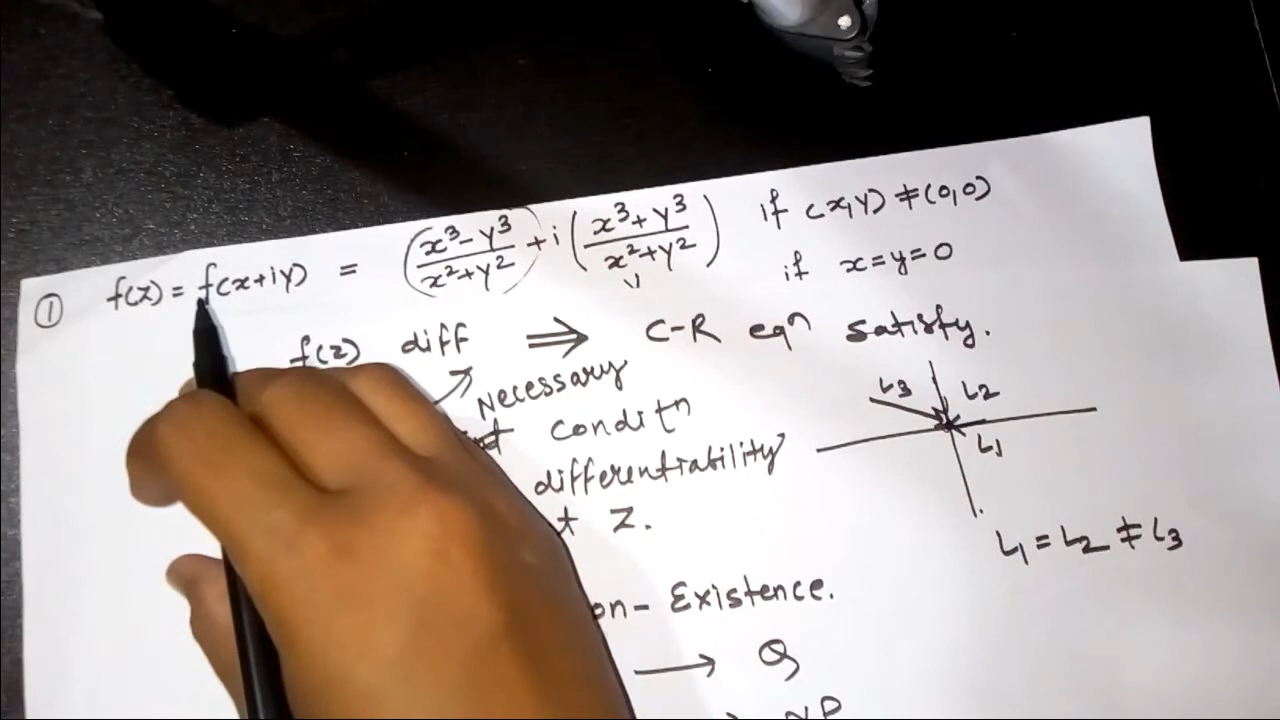 ① f(z) = f(x+iy) = (x³-y³/x²+y²) + i(x³+y³/x²+y²) if (x,y) ≠ (0,0)
if x=y=0
f(z) diff ⟹ C-R eqⁿ satisfy.
Necessary
conditⁿ
differentiability
z.
L3 L2
L1
L1 = L2 ≠ L3
Existence.
→